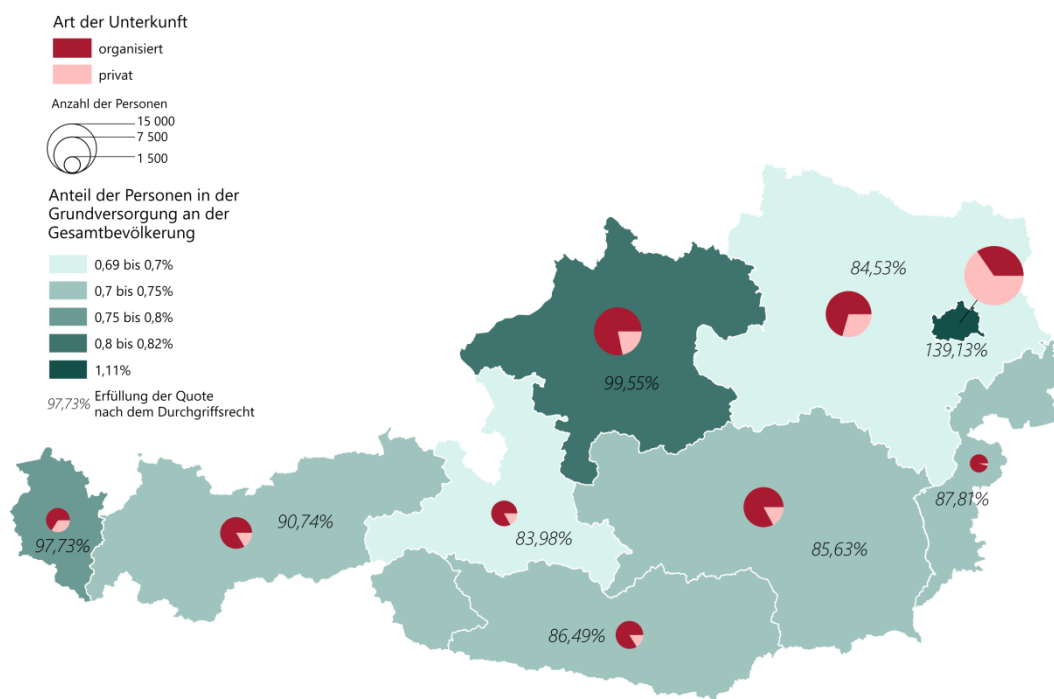 Art der Unterkunft
organisiert
privat
Anzahl der Personen
15 000
7 500
1 500
Anteil der Personen in der
Grundversorgung an der
Gesamtbevölkerung
0,69 bis 0,7%
0,7 bis 0,75%
0,75 bis 0,8%
0,8 bis 0,82%
1,11%
97,73% Erfüllung der Quote
nach dem Durchgriffsrecht
84,53%
139,13%
99,55%
87,81%
90,74%
97,73%
83,98%
85,63%
86,49%